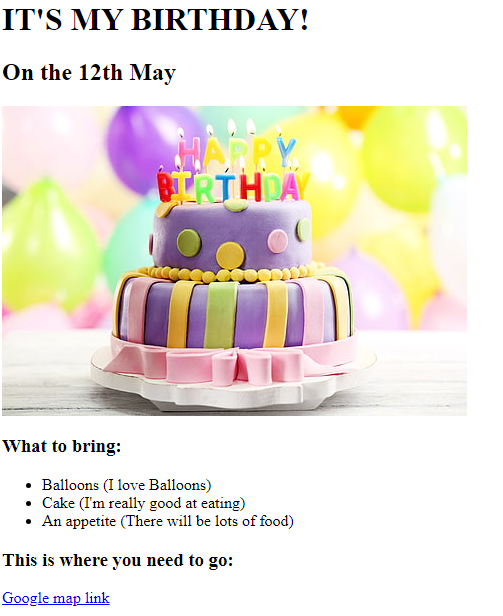 IT'S MY BIRTHDAY!
On the 12th May
HAPPY
BIRTHDAY
What to bring:
Balloons (I love Balloons)
Cake (I'm really good at eating)
An appetite (There will be lots of food)
This is where you need to go:
Google map link